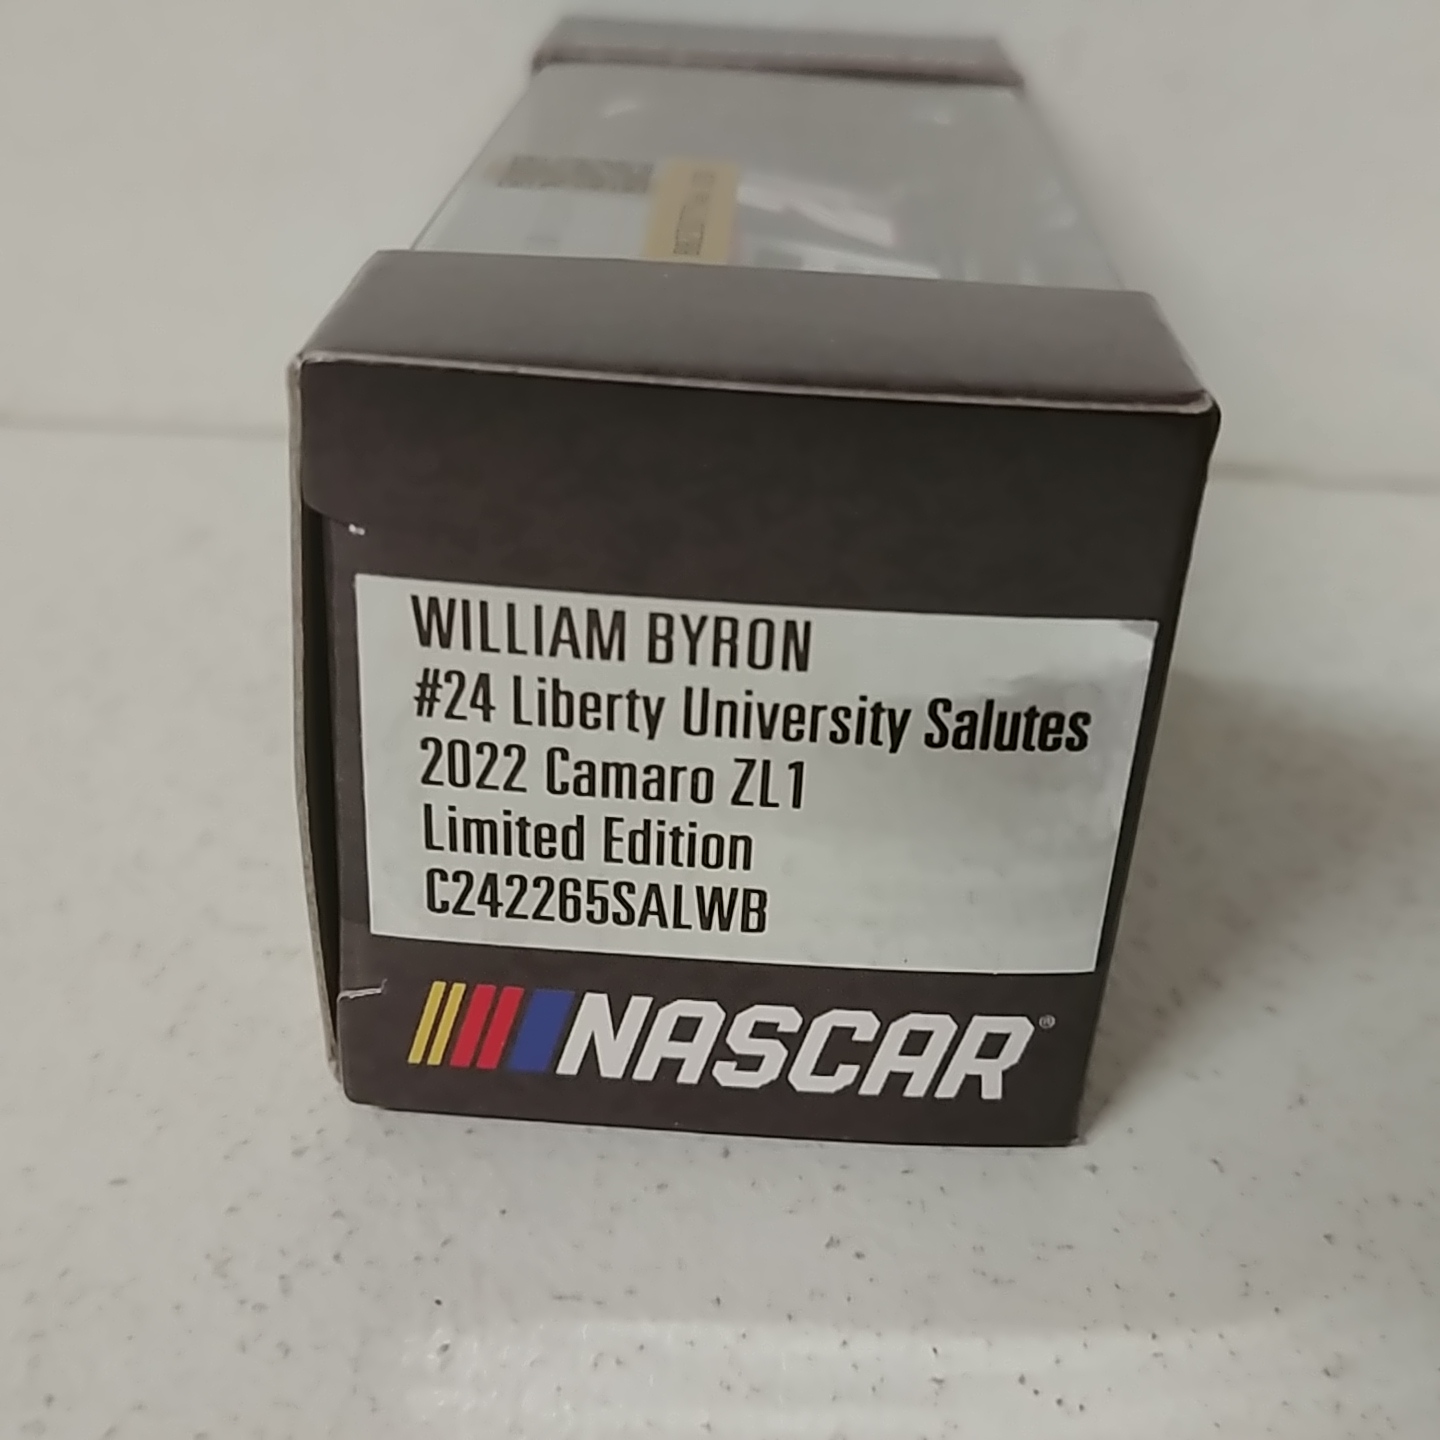 WILLIAM BYRON
#24 Liberty University Salutes
2022 Camaro ZL1
Limited Edition
C242265SALWB
NASCAR®